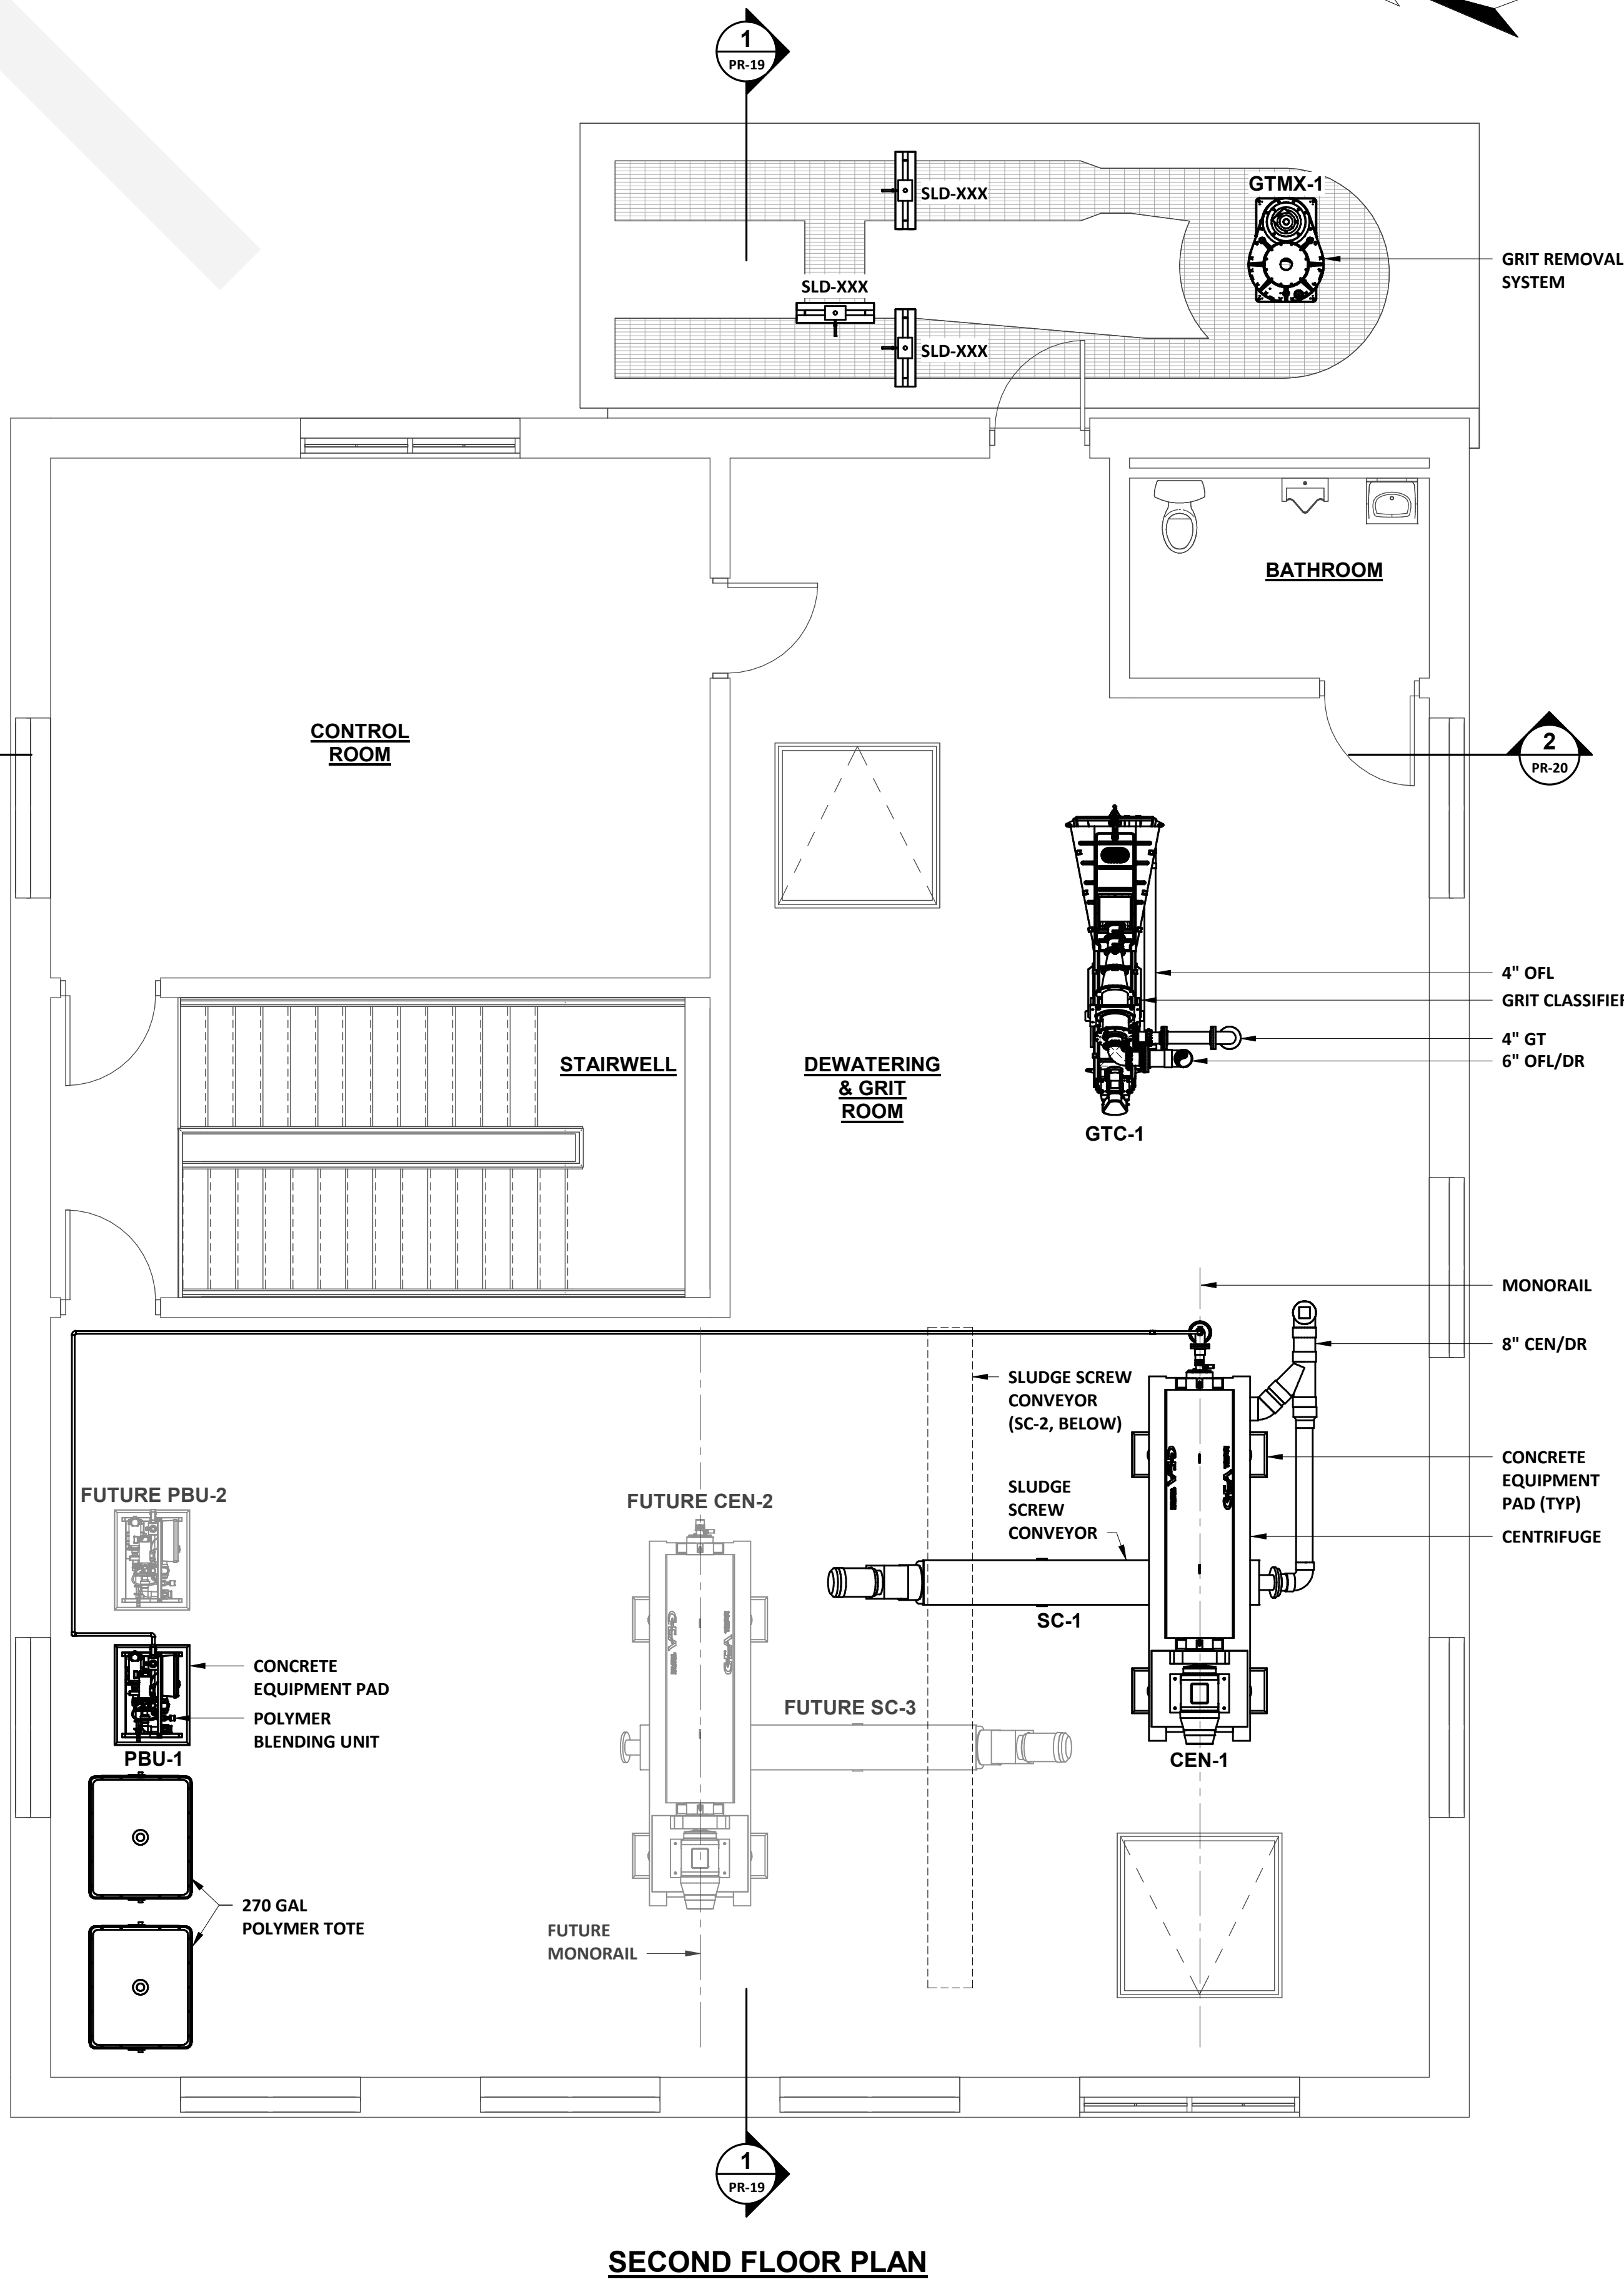 1
PR-19
SLD-XXX
GTMX-1
GRIT REMOVAL
SYSTEM
SLD-XXX
SLD-XXX
BATHROOM
CONTROL
ROOM
2
PR-20
4" OFL
GRIT CLASSIFIER
4" GT
6" OFL/DR
STAIRWELL
DEWATERING
& GRIT
ROOM
GTC-1
MONORAIL
8" CEN/DR
SLUDGE SCREW
CONVEYOR
(SC-2, BELOW)
CONCRETE
EQUIPMENT
PAD (TYP)
FUTURE PBU-2
FUTURE CEN-2
SLUDGE
SCREW
CONVEYOR
CENTRIFUGE
GEA
GEA
GEA
GEA
SC-1
CONCRETE
EQUIPMENT PAD
POLYMER
BLENDING UNIT
PBU-1
FUTURE SC-3
CEN-1
270 GAL
POLYMER TOTE
FUTURE
MONORAIL
1
PR-19
SECOND FLOOR PLAN